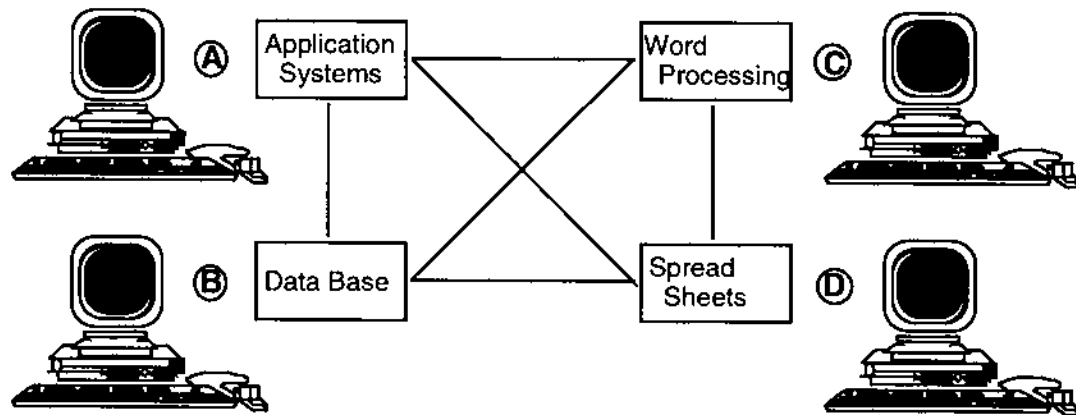 A
Application
Systems
Word
Processing
C
B
Data Base
Spread
Sheets
D